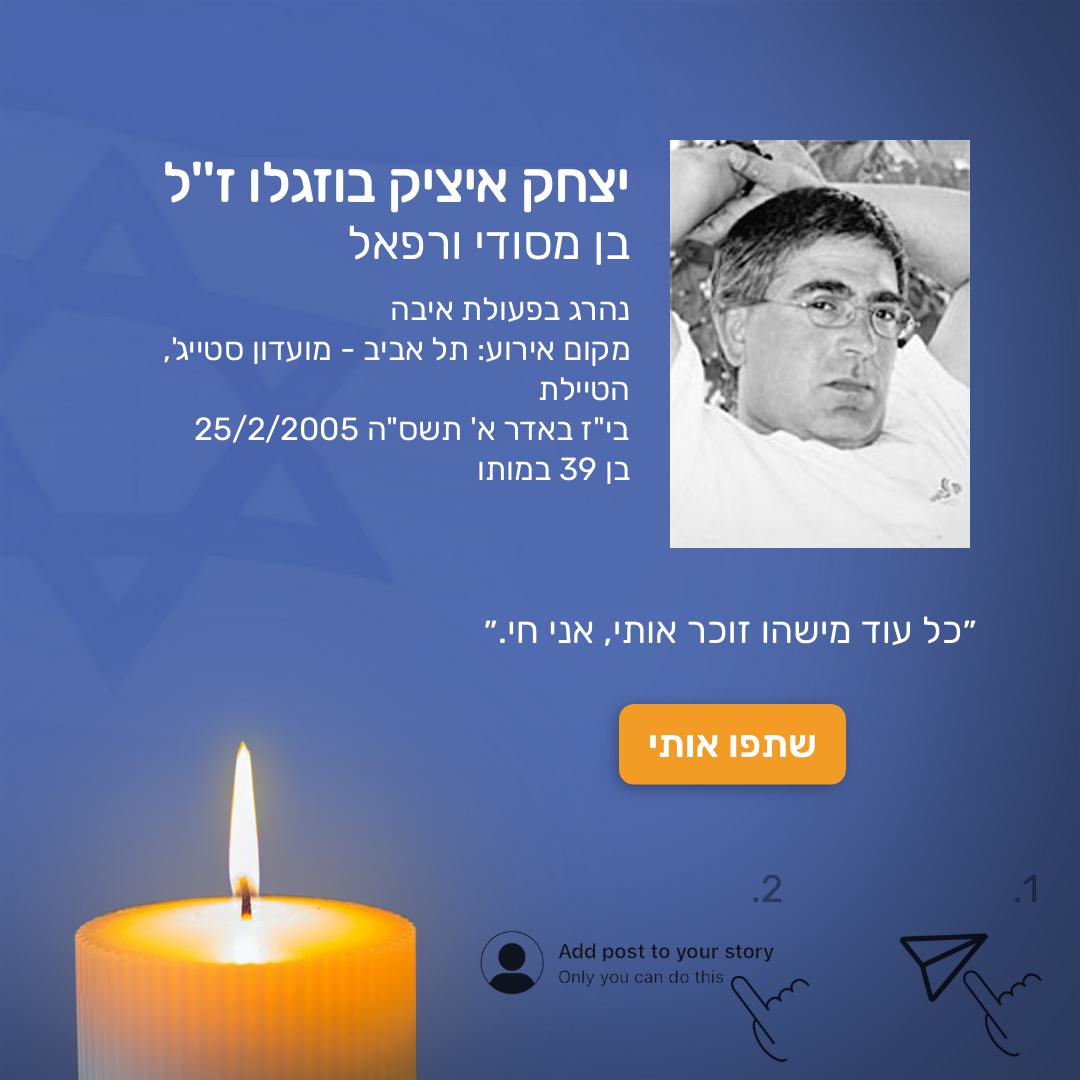 יצחק איציק בוזגלו ז"ל
בן מסודי ורפאל
נהרג בפעולת איבה
מקום אירוע: תל אביב - מועדון סטייג',
הטיילת
בי"ז באדר א' תשס"ה 25/2/2005
בן 39 במותו
״כל עוד מישהו זוכר אותי, אני חי.״
שתפו אותי
1.
2.
Add post to your story
Only you can do this